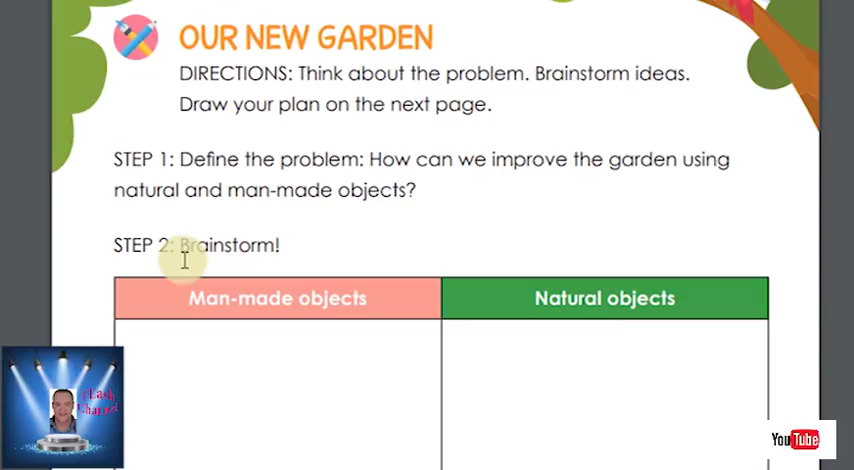 OUR NEW GARDEN
DIRECTIONS: Think about the problem. Brainstorm ideas.
Draw your plan on the next page.
STEP 1: Define the problem: How can we improve the garden using
natural and man-made objects?
STEP 2: Brainstorm!
Man-made objects
Natural objects
Channel
YouTube